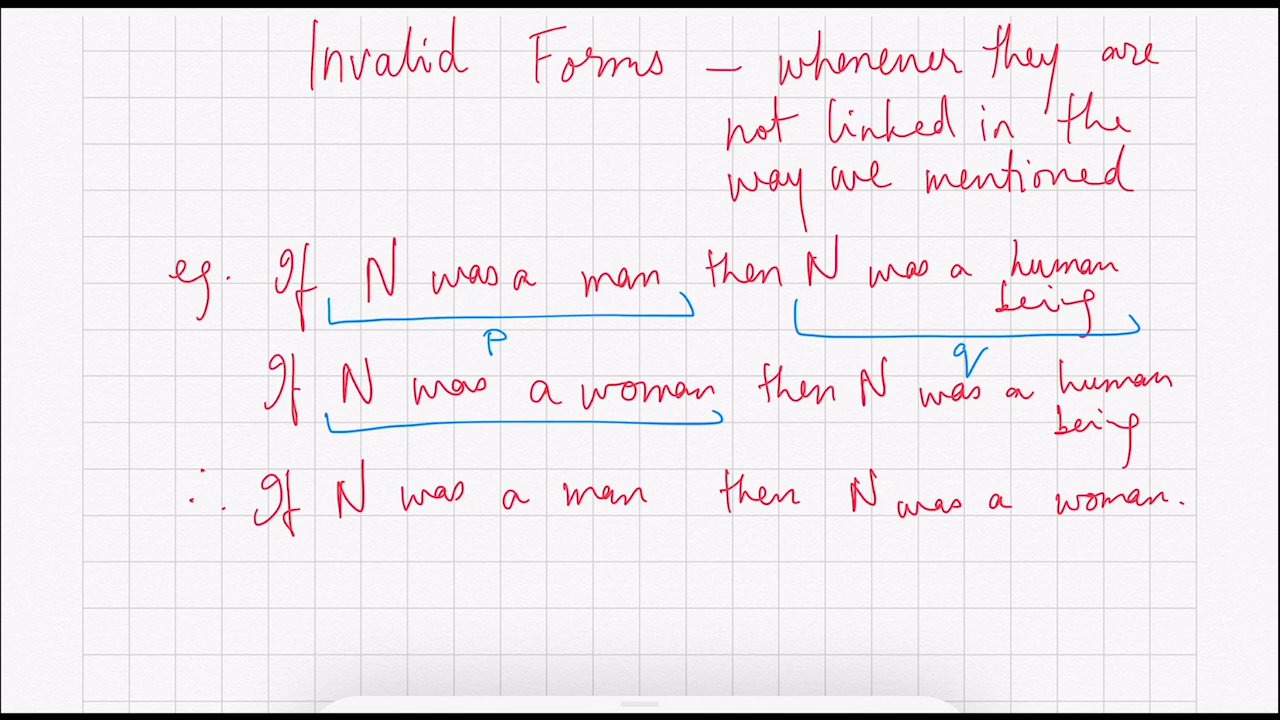 Invalid Forms – whenever they are
not linked in the
way we mentioned
eg. If N was a man then N was a human
being
p
q
If N was a woman then N was a human
being
∴ If N was a man then N was a woman.